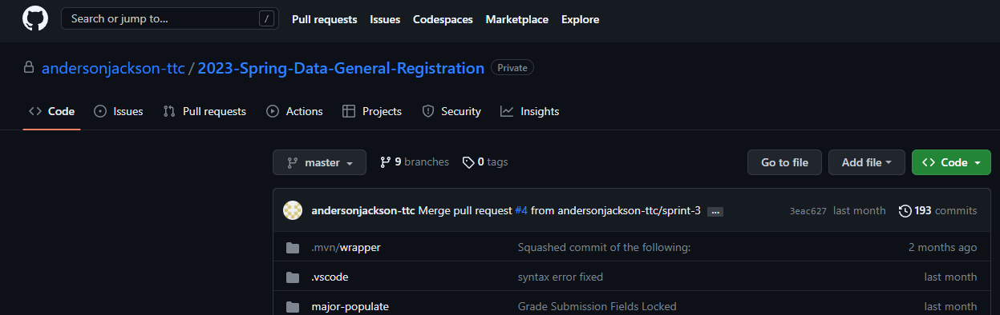 Search or jump to... / Pull requests Issues Codespaces Marketplace Explore
andersonjackson-ttc / 2023-Spring-Data-General-Registration Private
Code Issues Pull requests Actions Projects Security Insights
master 9 branches 0 tags Go to file Add file Code
andersonjackson-ttc Merge pull request #4 from andersonjackson-ttc/sprint-3 ... 3eac627 last month 193 commits
.mvn/wrapper Squashed commit of the following: 2 months ago
.vscode syntax error fixed last month
major-populate Grade Submission Fields Locked last month